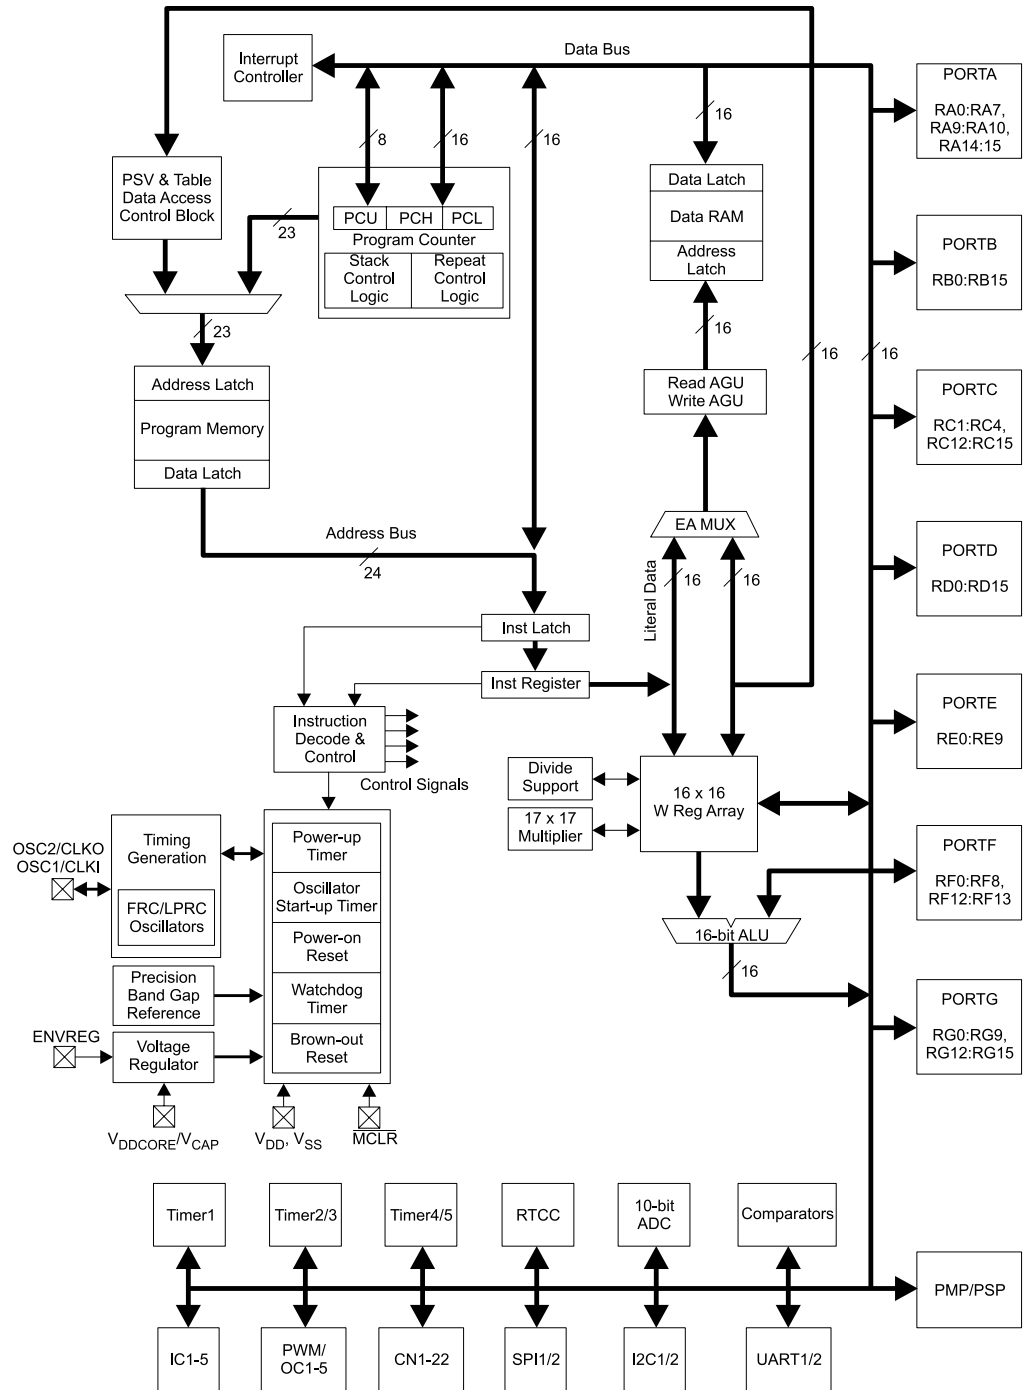 Data Bus
Interrupt
Controller
8
16
16
16
PORTA
RA0:RA7,
RA9:RA10,
RA14:15
PSV & Table
Data Access
Control Block
23
PCU
PCH
PCL
Program Counter
Stack
Control
Logic
Repeat
Control
Logic
Data Latch
Data RAM
Address
Latch
PORTB
RB0:RB15
23
16
16
16
Address Latch
Program Memory
Data Latch
Read AGU
Write AGU
PORTC
RC1:RC4,
RC12:RC15
EA MUX
Address Bus
24
Literal Data
16
16
PORTD
RD0:RD15
Inst Latch
Inst Register
Instruction
Decode &
Control
Control Signals
PORTE
RE0:RE9
Divide
Support
17 x 17
Multiplier
16 x 16
W Reg Array
OSC2/CLKO
OSC1/CLKI
Timing
Generation
FRC/LPRC
Oscillators
Power-up
Timer
Oscillator
Start-up Timer
Power-on
Reset
Watchdog
Timer
Brown-out
Reset
PORTF
RF0:RF8,
RF12:RF13
16-bit ALU
16
Precision
Band Gap
Reference
PORTG
RG0:RG9,
RG12:RG15
ENVREG
Voltage
Regulator
VDDCORE/VCAP
VDD, VSS
MCLR
Timer1
Timer2/3
Timer4/5
RTCC
10-bit
ADC
Comparators
PMP/PSP
IC1-5
PWM/
OC1-5
CN1-22
SPI1/2
I2C1/2
UART1/2